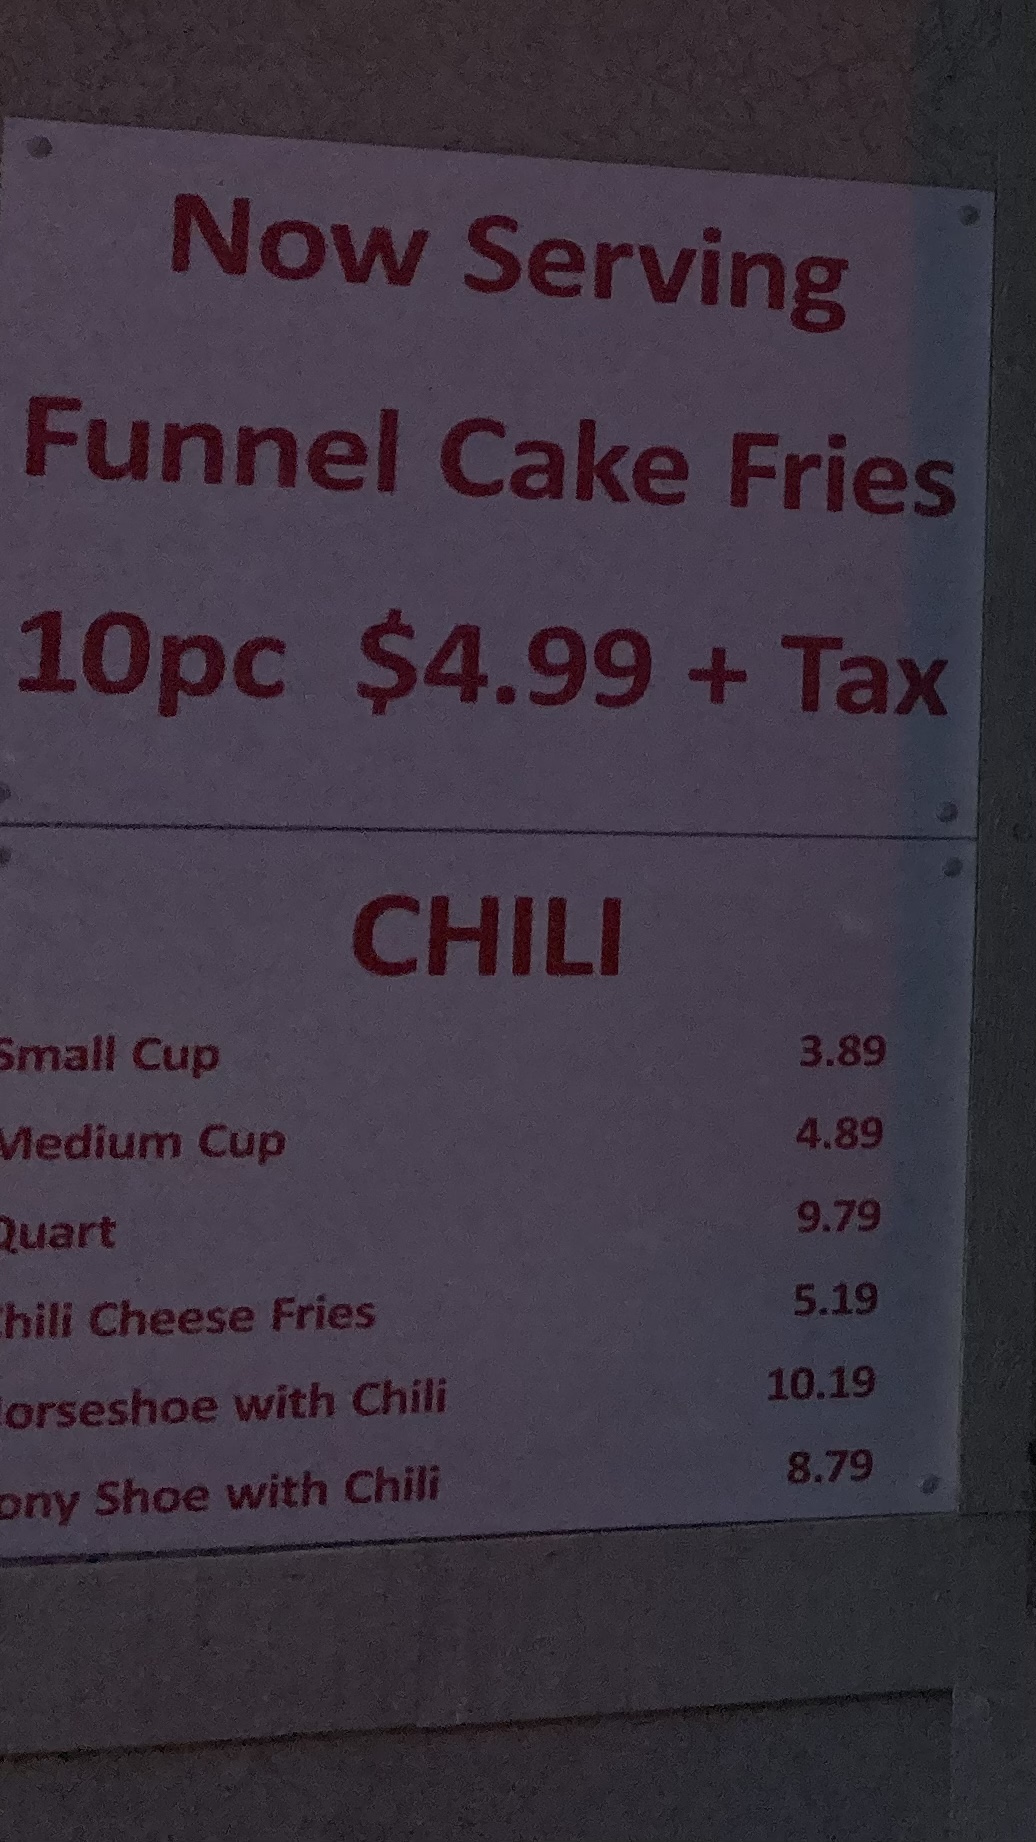 Now Serving
Funnel Cake Fries
10pc $4.99 + Tax
CHILI
Small Cup 3.89
Medium Cup 4.89
Quart 9.79
hili Cheese Fries 5.19
orseshoe with Chili 10.19
ony Shoe with Chili 8.79